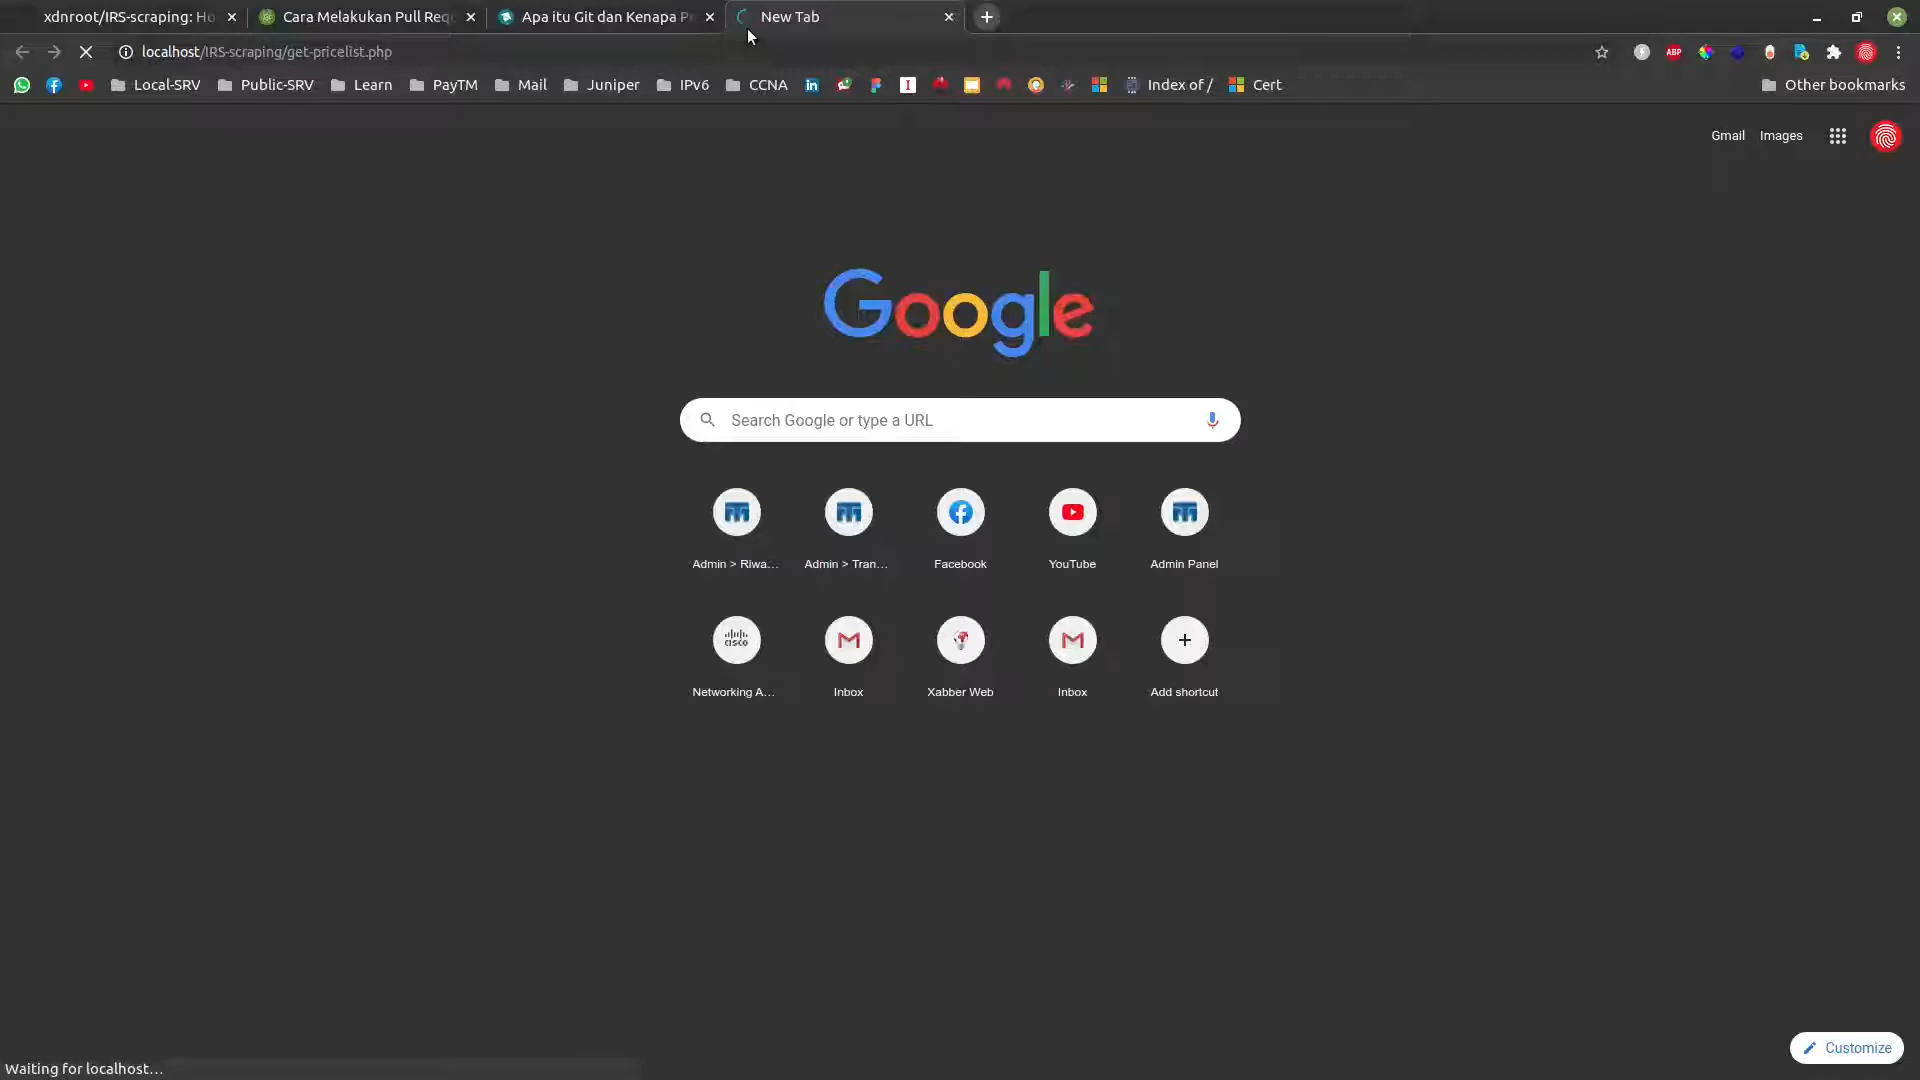 xdnroot/IRS-scraping: Ho
Cara Melakukan Pull Req
Apa itu Git dan Kenapa P
New Tab
localhost/IRS-scraping/get-pricelist.php
ABP
Local-SRV
Public-SRV
Learn
PayTM
Mail
Juniper
IPv6
CCNA
Index of /
Cert
Other bookmarks
Gmail
Images
Google
Search Google or type a URL
Admin > Riwa...
Admin > Tran...
Facebook
YouTube
Admin Panel
cisco
Networking A...
Inbox
Xabber Web
Inbox
Add shortcut
Customize
Waiting for localhost...